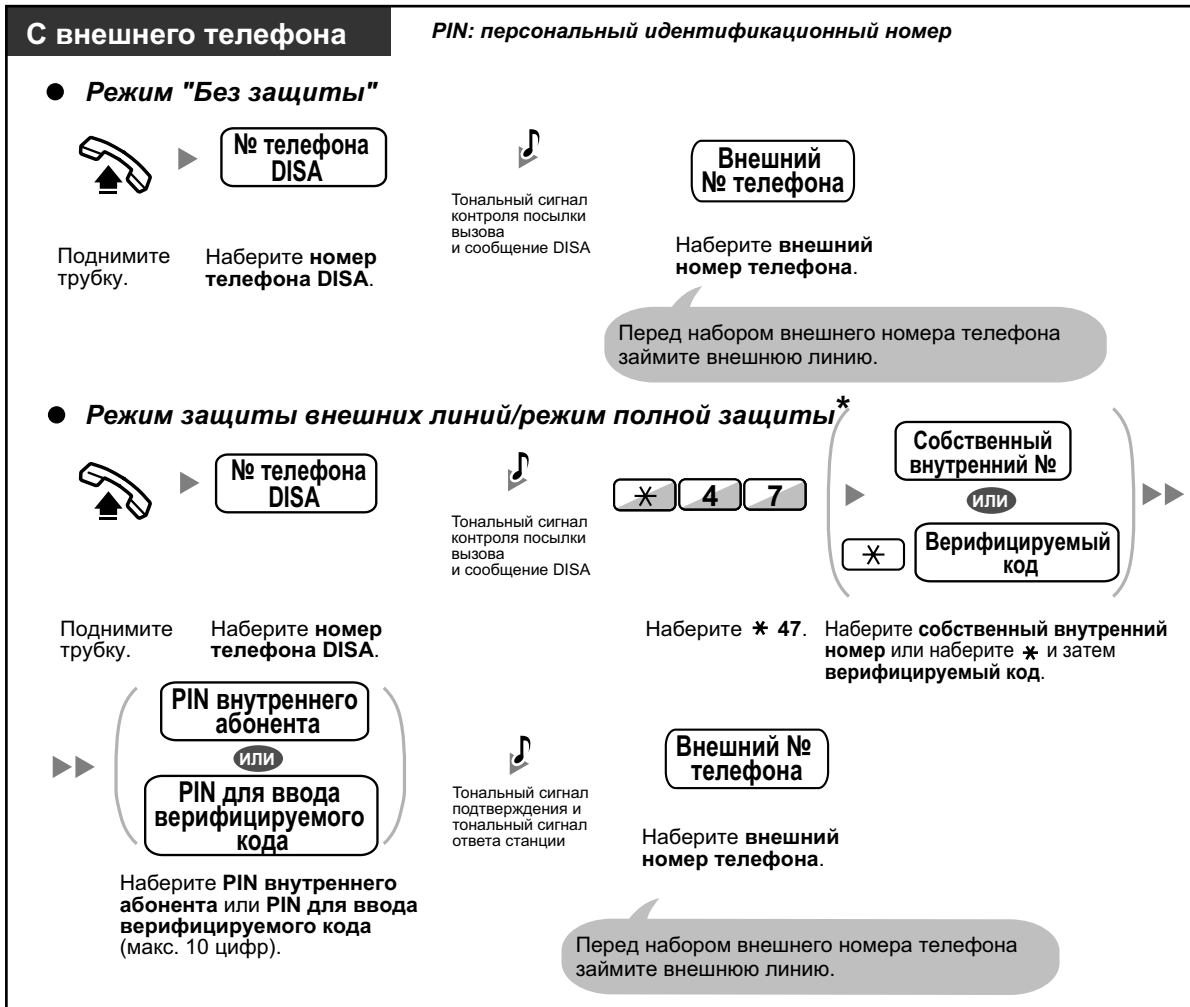 С внешнего телефона
PIN: персональный идентификационный номер
● Режим "Без защиты"
№ телефона
DISA
Внешний
№ телефона
Тональный сигнал
контроля посылки
вызова
и сообщение DISA
Поднимите
трубку.
Наберите номер
телефона DISA.
Наберите внешний
номер телефона.
Перед набором внешнего номера телефона
займите внешнюю линию.
● Режим защиты внешних линий/режим полной защиты*
№ телефона
DISA
Тональный сигнал
контроля посылки
вызова
и сообщение DISA
* 4 7
Собственный
внутренний №
или
* Верифицируемый
код
Поднимите
трубку.
Наберите номер
телефона DISA.
Наберите * 47.
Наберите собственный внутренний
номер или наберите * и затем
верифицируемый код.
PIN внутреннего
абонента
или
PIN для ввода
верифицируемого
кода
Тональный сигнал
подтверждения и
тональный сигнал
ответа станции
Внешний №
телефона
Наберите PIN внутреннего
абонента или PIN для ввода
верифицируемого кода
(макс. 10 цифр).
Наберите внешний
номер телефона.
Перед набором внешнего номера телефона
займите внешнюю линию.